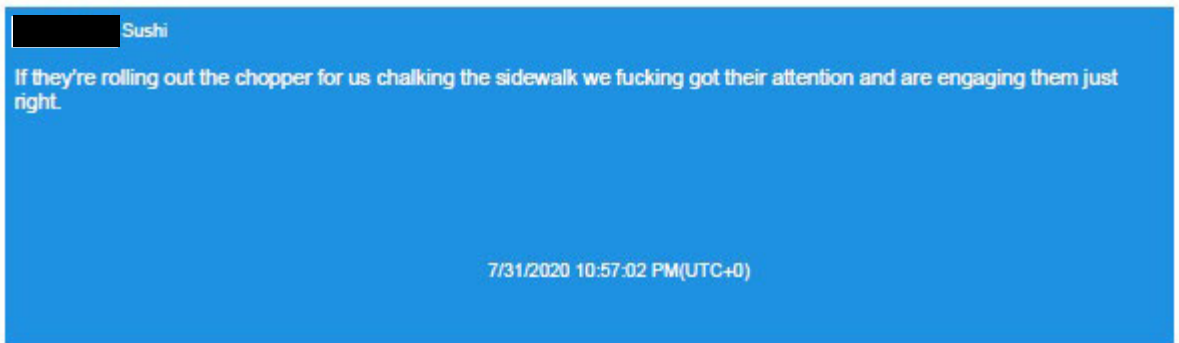 Sushi
If they're rolling out the chopper for us chalking the sidewalk we fucking got their attention and are engaging them just
right.
7/31/2020 10:57:02 PM(UTC+0)